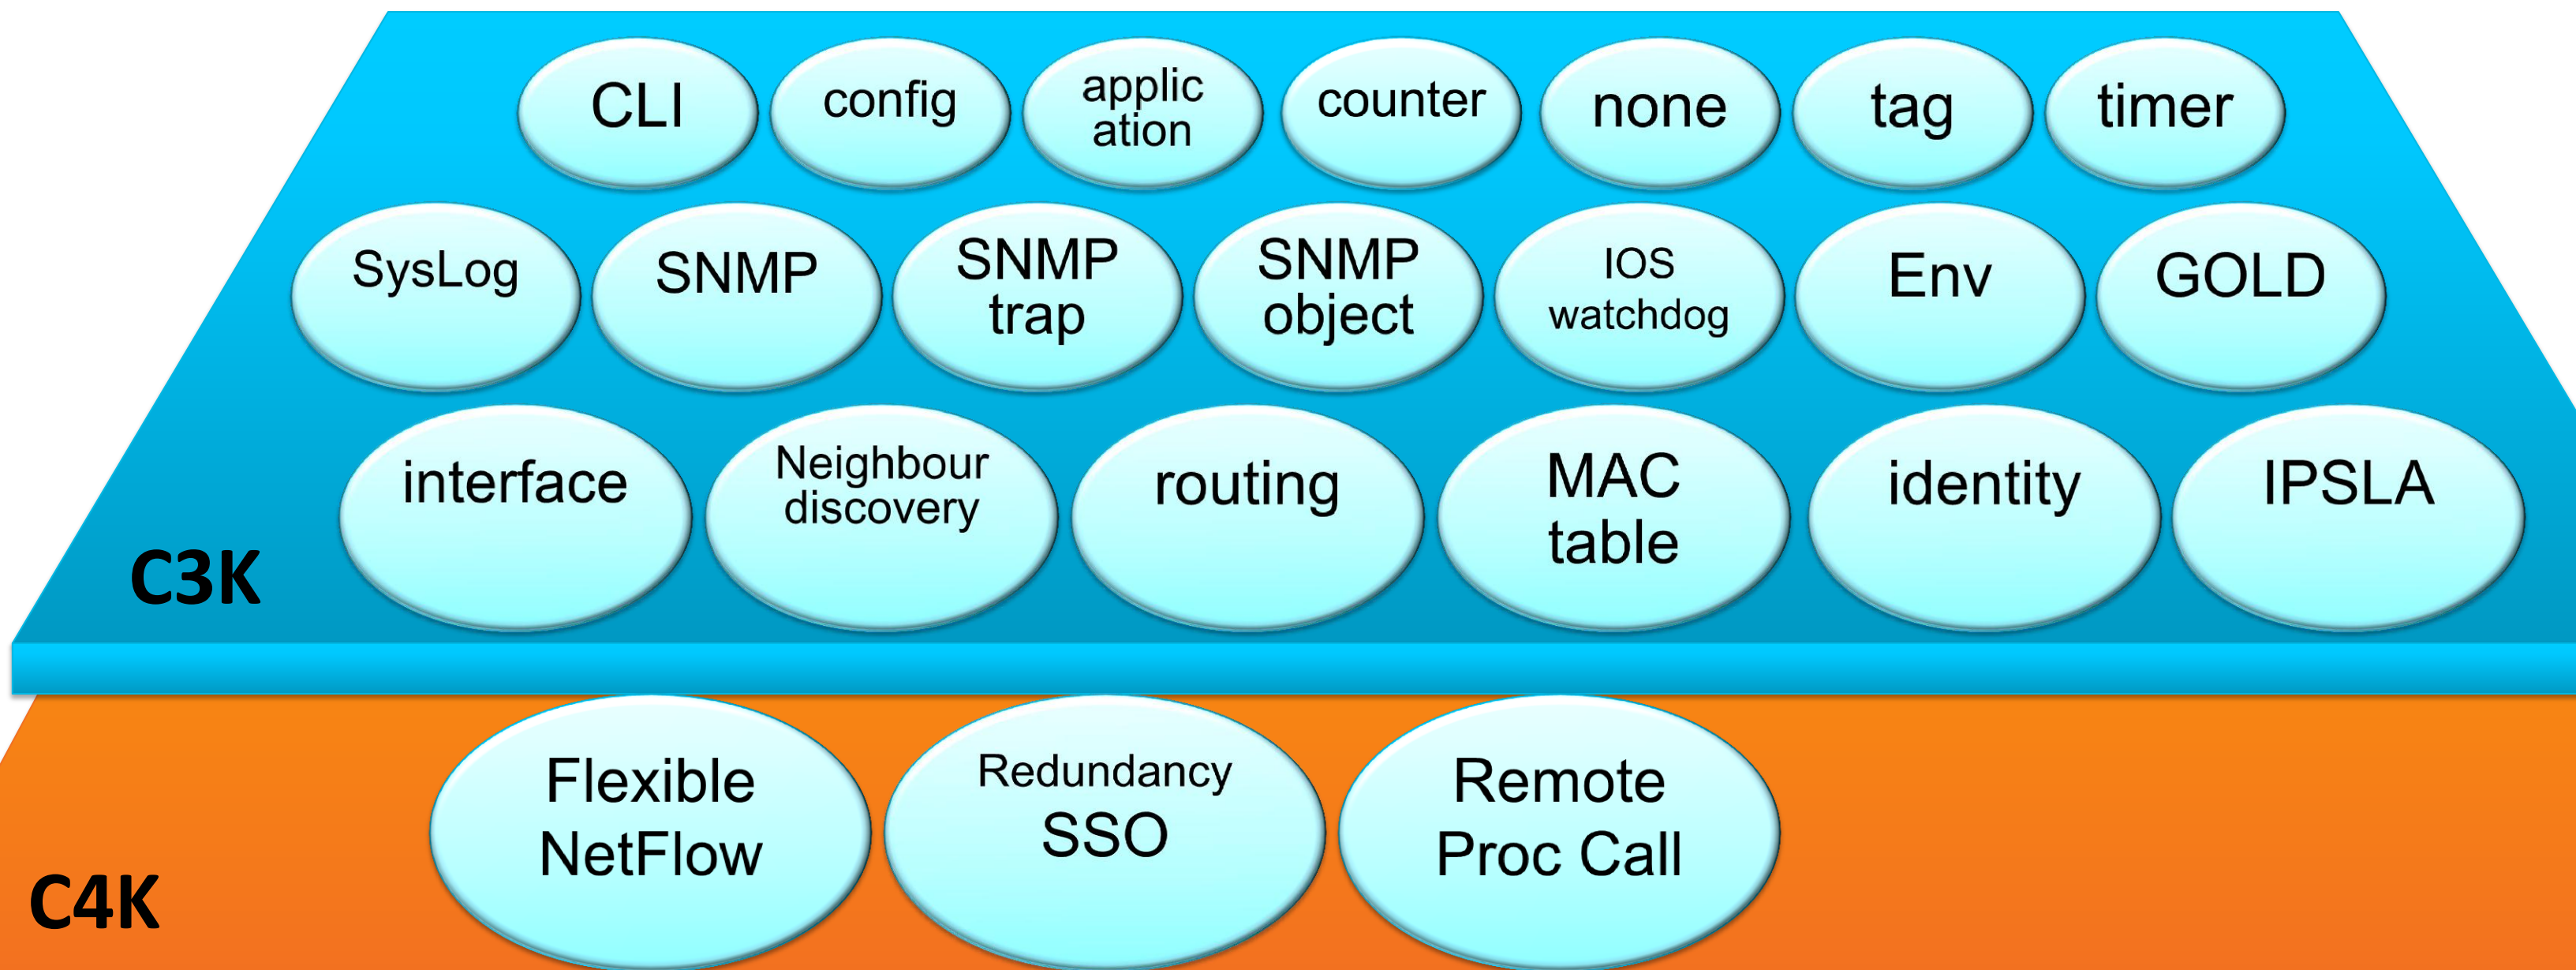 CLI
config
applic
ation
counter
none
tag
timer
SysLog
SNMP
SNMP
trap
SNMP
object
IOS
watchdog
Env
GOLD
interface
Neighbour
discovery
routing
MAC
table
identity
IPSLA
C3K
Flexible
NetFlow
Redundancy
SSO
Remote
Proc Call
C4K